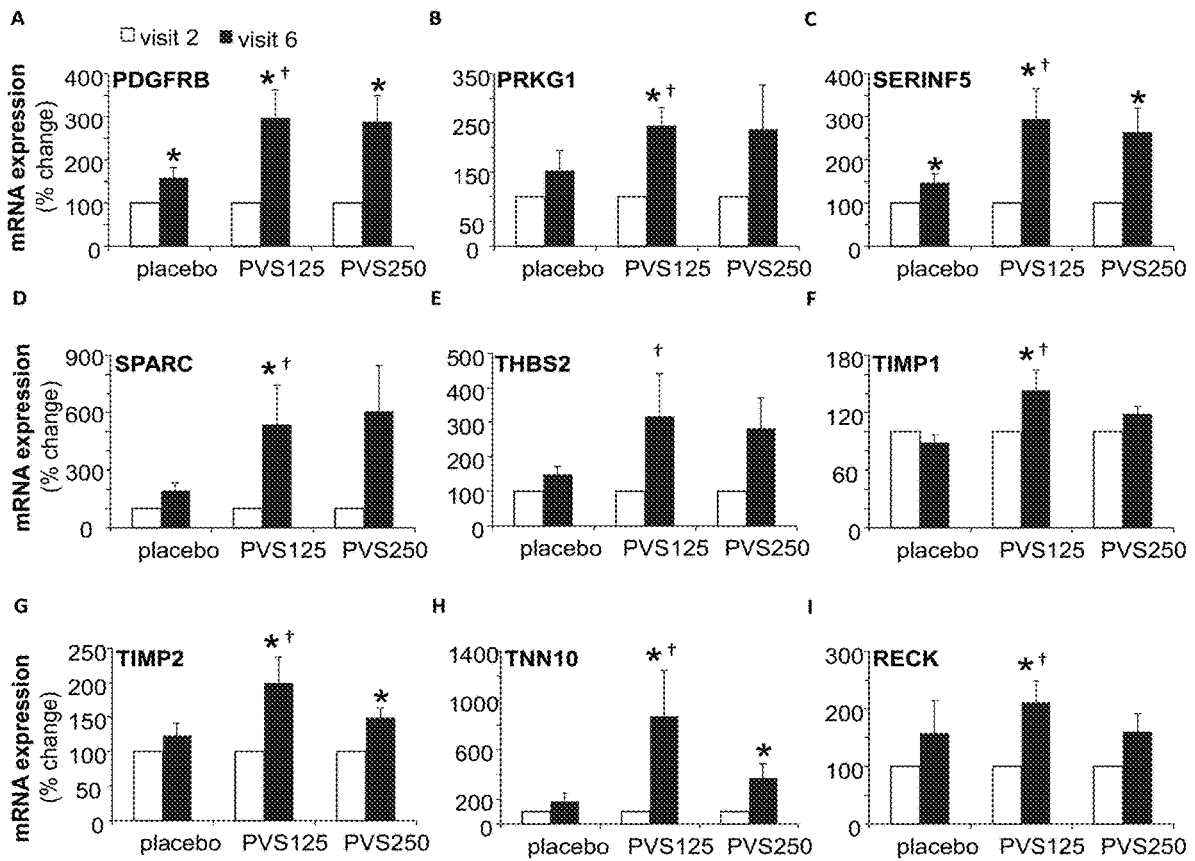 A B C
visit 2 visit 6
mRNA expression
(% change)
400
300
200
100
0
PDGFRB
*
* †
*
placebo PVS125 PVS250
350
250
150
50
0
PRKG1
* †
placebo PVS125 PVS250
400
300
200
100
0
SERINF5
*
* †
*
placebo PVS125 PVS250
D E F
mRNA expression
(% change)
900
600
300
0
SPARC
* †
placebo PVS125 PVS250
500
400
300
200
100
0
THBS2
†
placebo PVS125 PVS250
180
120
60
0
TIMP1
* †
placebo PVS125 PVS250
G H I
mRNA expression
(% change)
250
200
150
100
50
0
TIMP2
* †
*
placebo PVS125 PVS250
1400
1000
600
200
0
TNN10
* †
*
placebo PVS125 PVS250
300
200
100
0
RECK
* †
placebo PVS125 PVS250